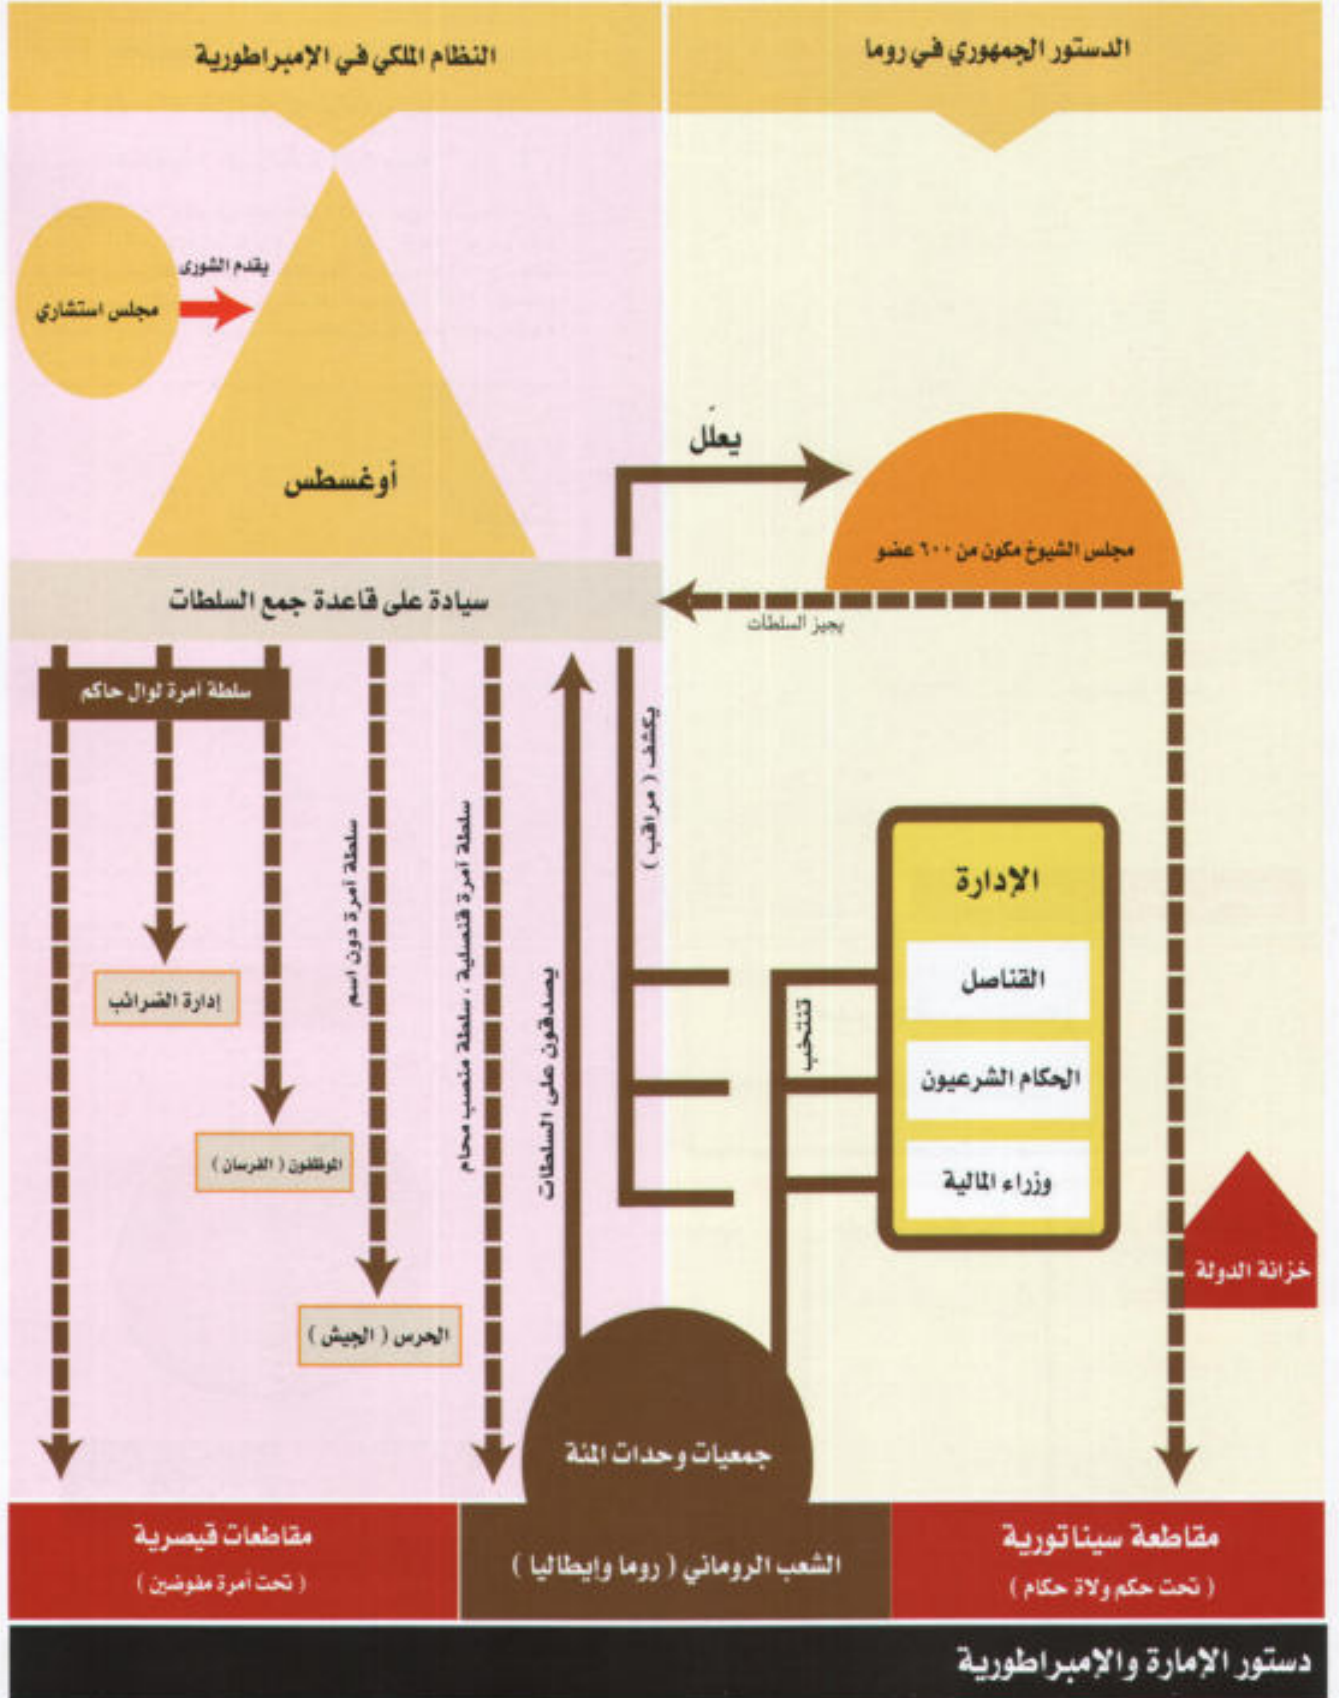 الدستور الجمهوري في روما
النظام الملكي في الإمبراطورية
يقدم الشورى
مجلس استشاري
يعلّل
أوغسطس
مجلس الشيوخ مكون من ٦٠٠ عضو
سيادة على قاعدة جمع السلطات
يجيز السلطات
سلطة آمرة لوال حاكم
يكشف ( مراقب )
سلطة آمرة قنصلية ، سلطة منصب محام
سلطة آمرة دون اسم
يصدقون على السلطات
تنتخب
الإدارة
القناصل
الحكام الشرعيون
وزراء المالية
إدارة الضرائب
الموظفون ( الفرسان )
خزانة الدولة
الحرس ( الجيش )
جمعيات وحدات المئة
مقاطعة سيناتورية
( تحت حكم ولاة حكام )
الشعب الروماني ( روما وإيطاليا )
مقاطعات قيصرية
( تحت أمرة مفوضين )
دستور الإمارة والإمبراطورية